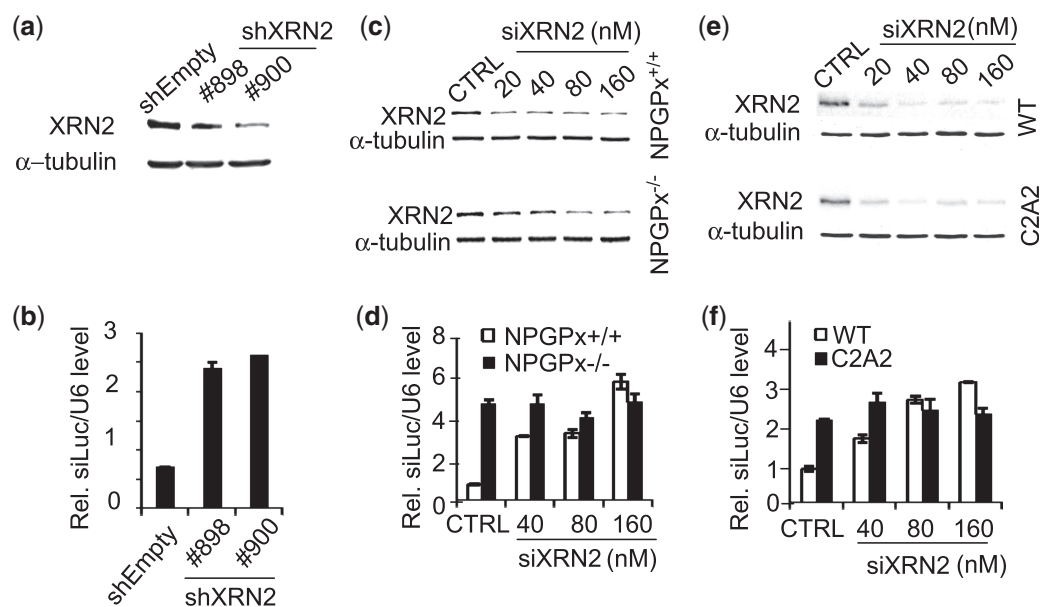 (a)
shXRN2
shEmpty
#898
#900
XRN2
α–tubulin
(b)
Rel. siLuc/U6 level
3
2
1
0
shEmpty
#898
#900
shXRN2
(c)
siXRN2 (nM)
CTRL
20
40
80
160
XRN2
α-tubulin
NPGPx+/+
XRN2
α-tubulin
NPGPx-/-
(d)
Rel. siLuc/U6 level
8
6
4
2
0
NPGPx+/+
NPGPx-/-
CTRL
40
80
160
siXRN2 (nM)
(e)
siXRN2 (nM)
CTRL
20
40
80
160
XRN2
α-tubulin
WT
XRN2
α-tubulin
C2A2
(f)
Rel. siLuc/U6 level
4
3
2
1
0
WT
C2A2
CTRL
40
80
160
siXRN2 (nM)